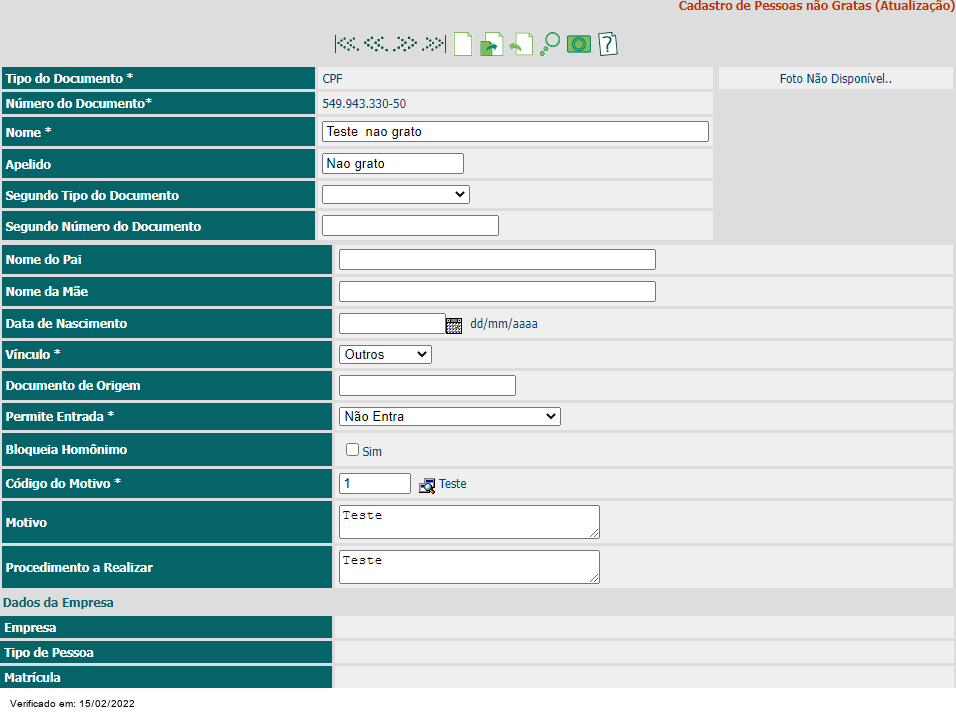 Cadastro de Pessoas não Gratas (Atualização)
Tipo do Documento * CPF Foto Não Disponível..
Número do Documento* 549.943.330-50
Nome * Teste  nao grato
Apelido Nao grato
Segundo Tipo do Documento
Segundo Número do Documento
Nome do Pai
Nome da Mãe
Data de Nascimento dd/mm/aaaa
Vínculo * Outros
Documento de Origem
Permite Entrada * Não Entra
Bloqueia Homônimo Sim
Código do Motivo * 1 Teste
Motivo Teste
Procedimento a Realizar Teste
Dados da Empresa
Empresa
Tipo de Pessoa
Matrícula
Verificado em: 15/02/2022